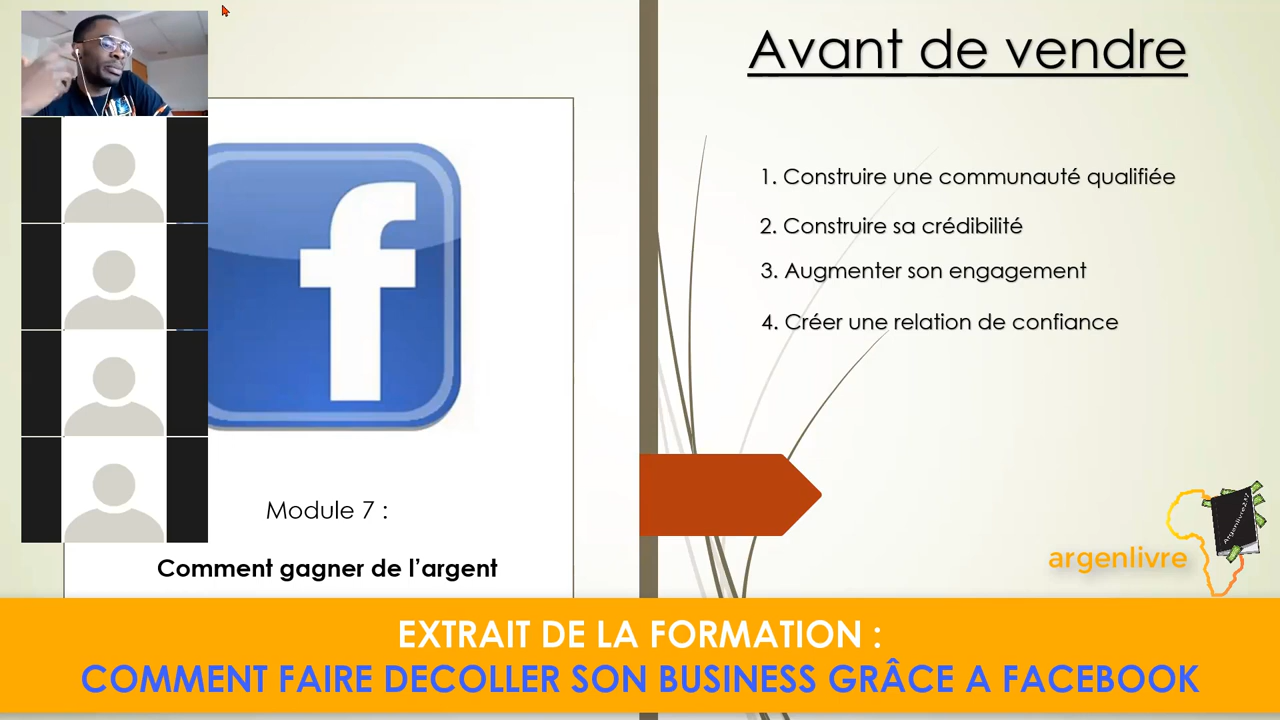 Avant de vendre
1. Construire une communauté qualifiée
2. Construire sa crédibilité
3. Augmenter son engagement
4. Créer une relation de confiance
Module 7 :
Comment gagner de l'argent
argenlivre
Argenlivre237
EXTRAIT DE LA FORMATION :
COMMENT FAIRE DECOLLER SON BUSINESS GRÂCE A FACEBOOK